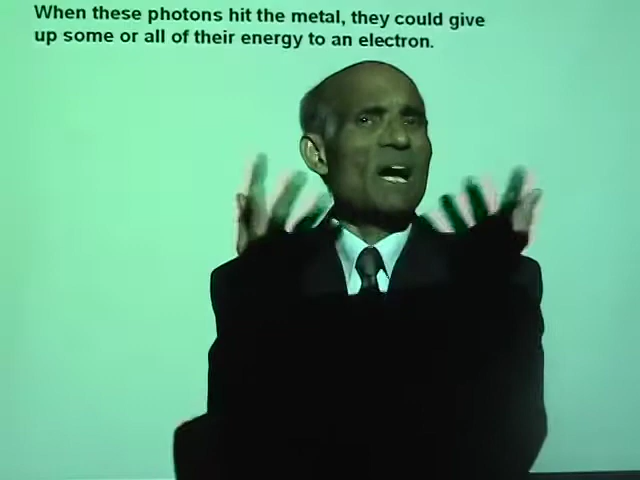 When these photons hit the metal, they could give
up some or all of their energy to an electron.